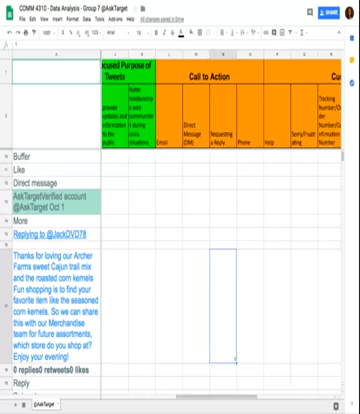 COMM 4310 - Data Analysis - Group 7 @AskTarget
File Edit View Insert Format Data Tools Add-ons Help All changes saved in Drive
SHARE
ocused Purpose of
Tweets
Call to Action
Cu
provide
updates and
information
to the
public
foster
relationship
s with
communitie
s during
crisis
situations
Email
Direct
Message
(DM)
Requesting
a Reply
Phone
Help
Sorry/Frustr
ating
Tracking
Number/Or
der
Number/Co
nfirmation
Number
Buffer
Like
Direct message
AskTargetVerified account
@AskTarget Oct 1
More
Replying to @JackDVD78
Thanks for loving our Archer
Farms sweet Cajun trail mix
and the roasted corn kernels
Fun shopping is to find your
favorite item like the seasoned
corn kernels. So we can share
this with our Merchandise
team for future assortments,
which store do you shop at?
Enjoy your evening!
0 replies0 retweets0 likes
Reply
@AskTarget